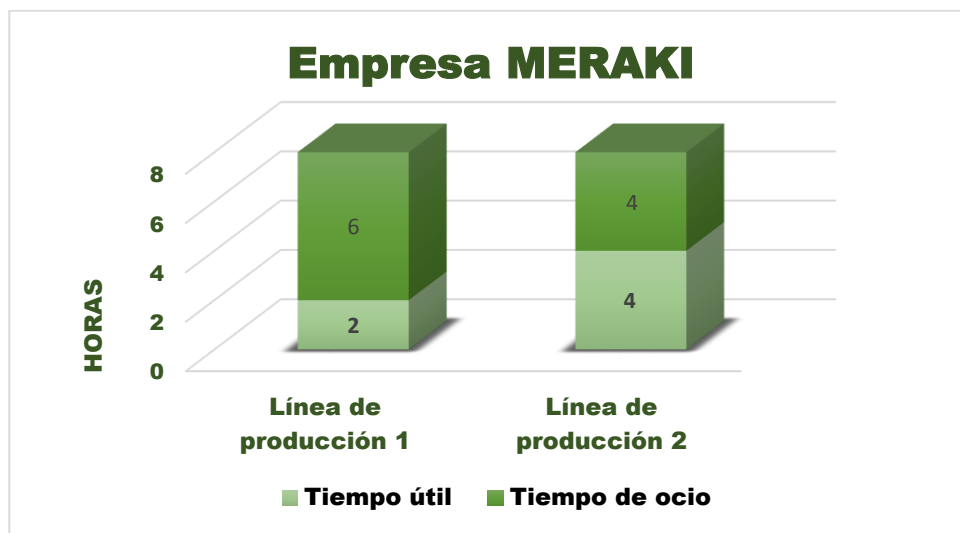 Empresa MERAKI
8
6
4
2
0
HORAS
6
2
4
4
Línea de
producción 1
Línea de
producción 2
Tiempo útil
Tiempo de ocio